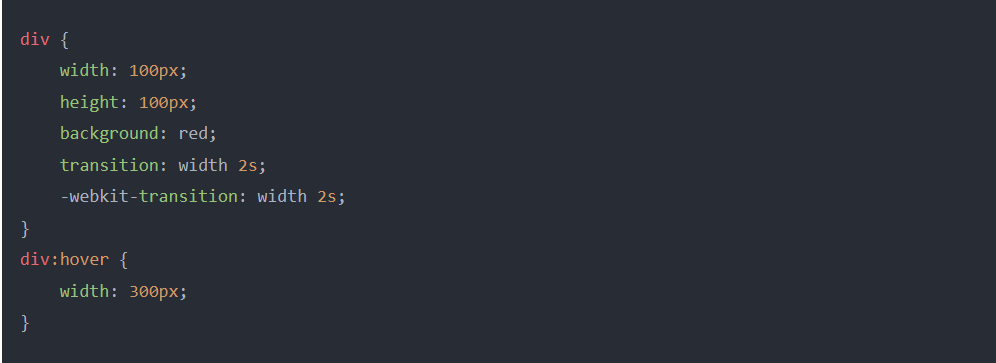 div {
    width: 100px;
    height: 100px;
    background: red;
    transition: width 2s;
    -webkit-transition: width 2s;
}
div:hover {
    width: 300px;
}